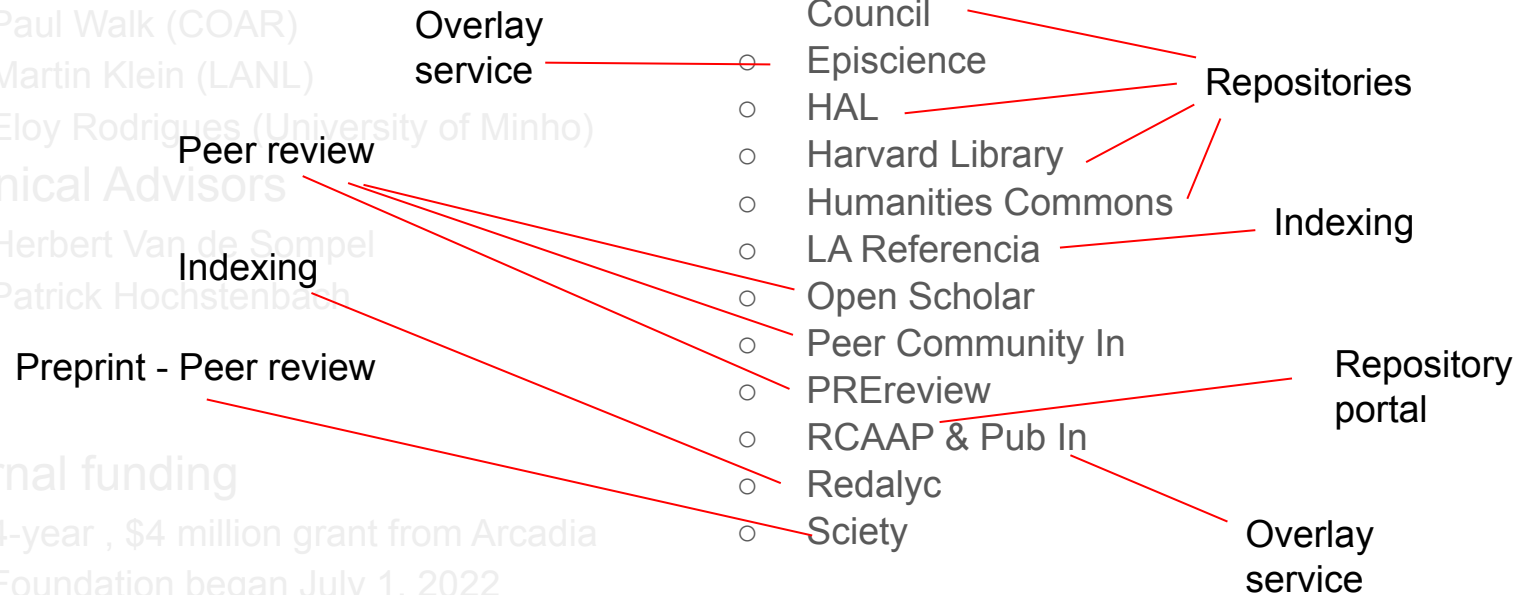 Paul Walk (COAR)
Martin Klein (LANL)
Eloy Rodrigues (University of Minho)
nical Advisors
Herbert Van de Sompel
Patrick Hochstenbach
rnal funding
4-year , $4 million grant from Arcadia
Foundation began July 1, 2022
Overlay
service
Peer review
Indexing
Preprint - Peer review
Council
Episcience
HAL
Harvard Library
Humanities Commons
LA Referencia
Open Scholar
Peer Community In
PREreview
RCAAP & Pub In
Redalyc
Sciety
Repositories
Indexing
Repository
portal
Overlay
service